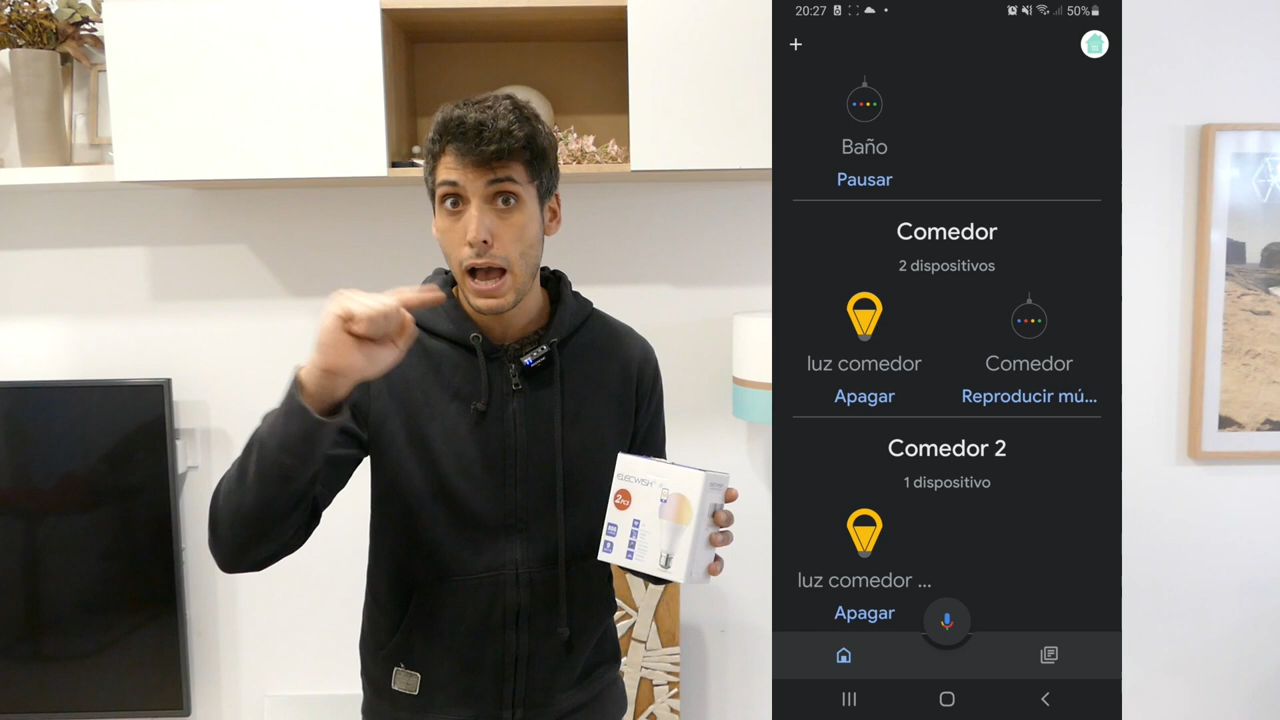 20:27
50%
Baño
Pausar
Comedor
2 dispositivos
luz comedor
Comedor
Apagar
Reproducir mú...
Comedor 2
1 dispositivo
luz comedor ...
Apagar
ELECWISH
2PCS